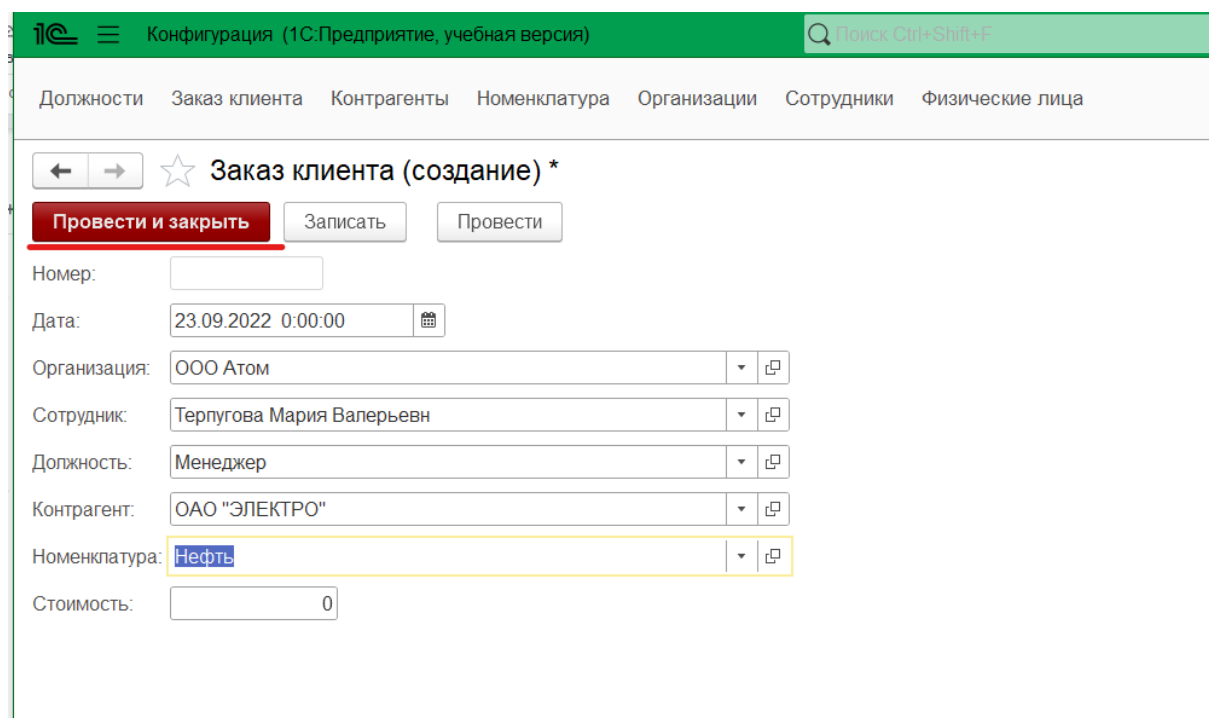 1С Конфигурация (1С:Предприятие, учебная версия) Поиск Ctrl+Shift+F
Должности Заказ клиента Контрагенты Номенклатура Организации Сотрудники Физические лица
Заказ клиента (создание) *
Провести и закрыть Записать Провести
Номер:
Дата: 23.09.2022 0:00:00
Организация: ООО Атом
Сотрудник: Терпугова Мария Валерьевн
Должность: Менеджер
Контрагент: ОАО "ЭЛЕКТРО"
Номенклатура: Нефть
Стоимость: 0